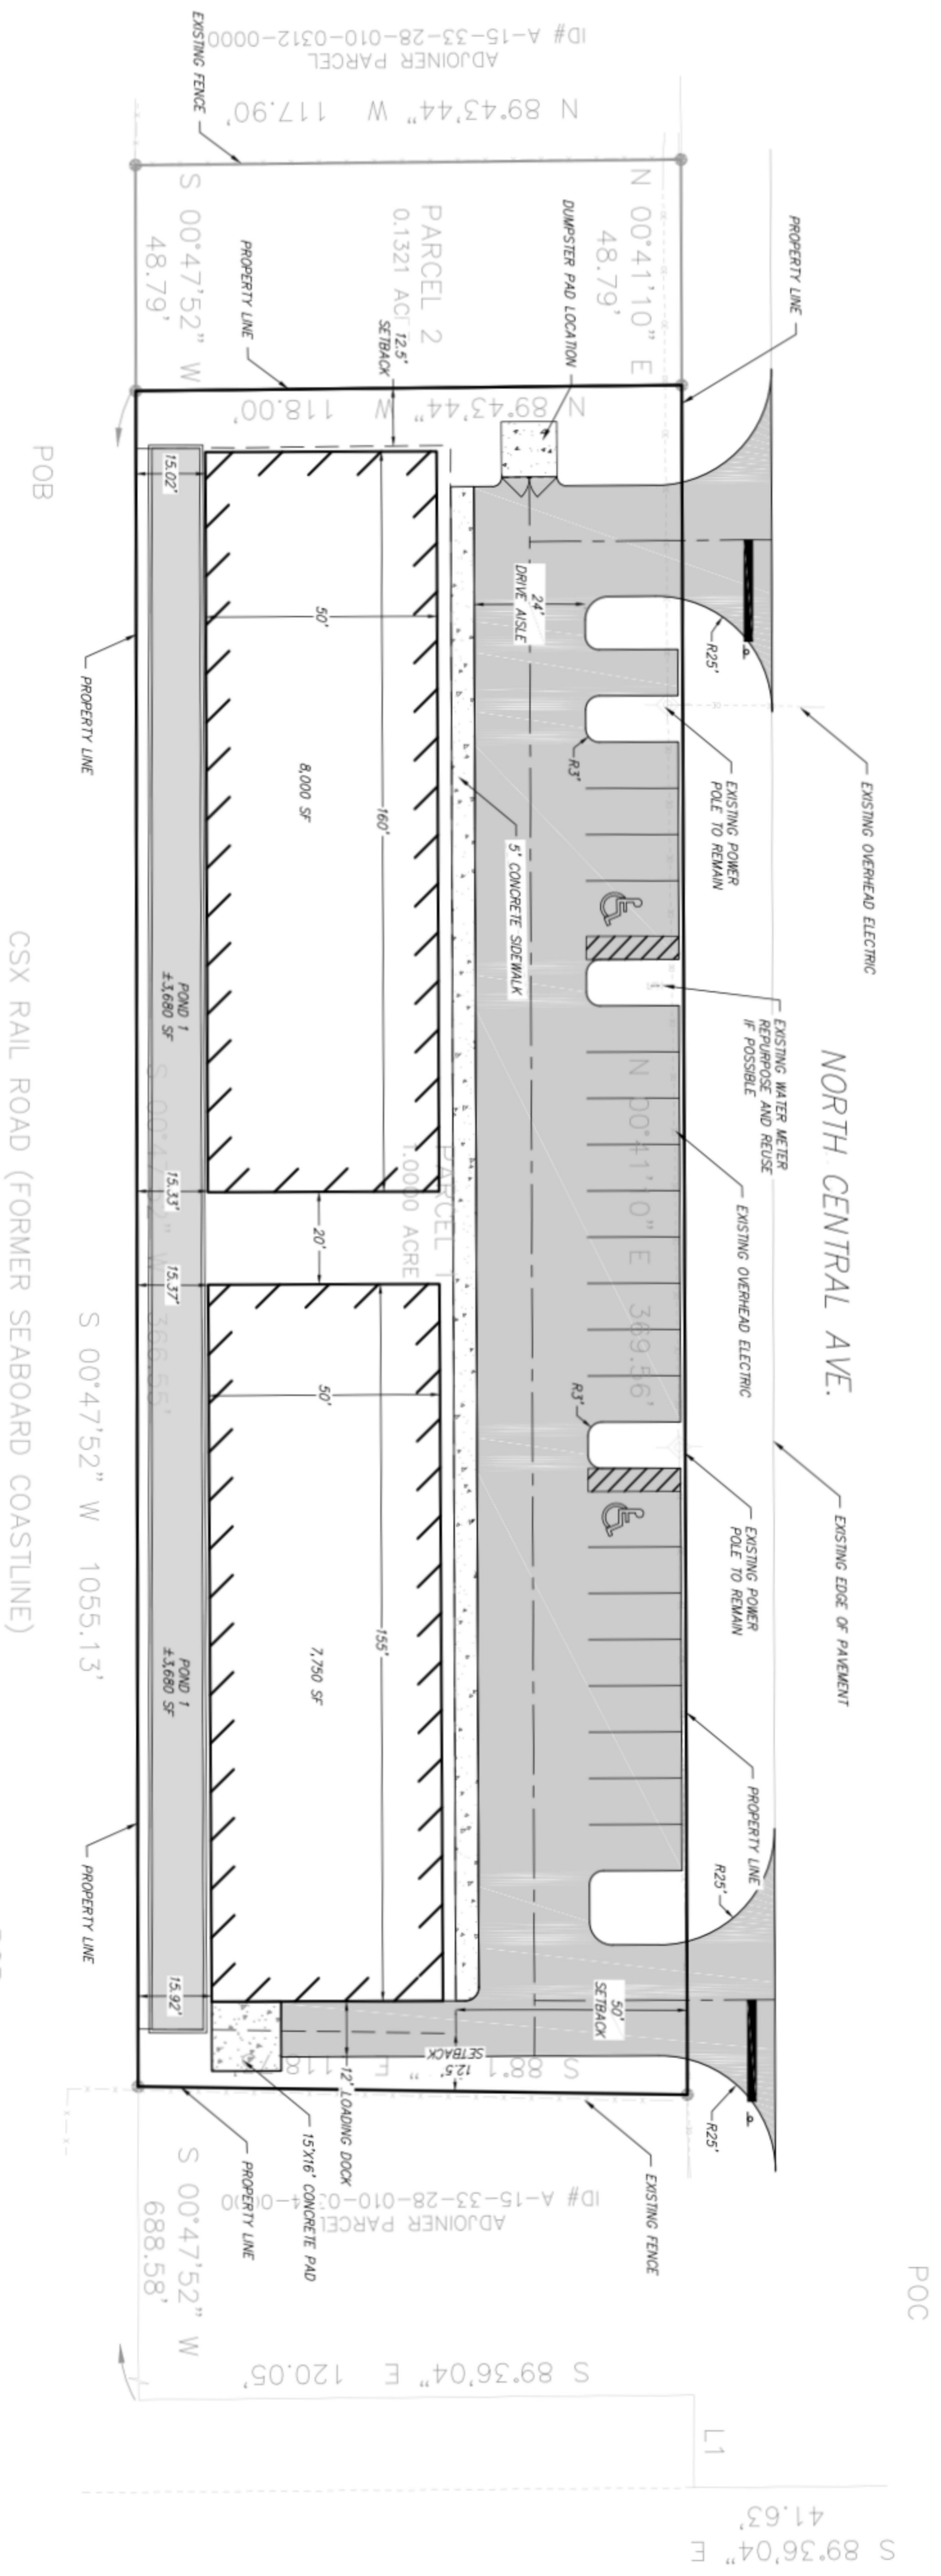 ID# A-15-33-28-010-0312-0000
ADJOINER PARCEL
N 89°43'44" W 117.90'
EXISTING FENCE
S 00°47'52" W
48.79'
PARCEL 2
0.1321
N 00°41'10" E
48.79'
PROPERTY LINE
DUMPSTER PAD LOCATION
PROPERTY LINE
12.5'
SETBACK
N 89°43'44" W 118.00'
POB
15.02'
50'
8,000 SF
160'
24'
DRIVE AISLE
R25'
R3'
EXISTING POWER
POLE TO REMAIN
EXISTING OVERHEAD ELECTRIC
5' CONCRETE SIDEWALK
PROPERTY LINE
POND 1
±3,680 SF
EXISTING WATER METER
REPURPOSE AND REUSE
IF POSSIBLE
NORTH CENTRAL AVE.
N 00°41'10" E 369.56'
EXISTING OVERHEAD ELECTRIC
15.33'
20'
15.37'
PARCEL 1
1.0000 ACRE
366.55'
S 00°47'52" W 1055.13'
CSX RAIL ROAD (FORMER SEABOARD COASTLINE)
50'
7,750 SF
155'
R3'
EXISTING POWER
POLE TO REMAIN
EXISTING EDGE OF PAVEMENT
POND 1
±3,680 SF
PROPERTY LINE
PROPERTY LINE
R25'
15.92'
50'
SETBACK
12.5'
SETBACK
R25'
12' LOADING DOCK
15'X16' CONCRETE PAD
PROPERTY LINE
EXISTING FENCE
ADJOINER PARCEL
S 00°47'52" W
688.58'
POC
S 89°36'04" E 120.05'
L1
41.63'
S 89°36'04" E